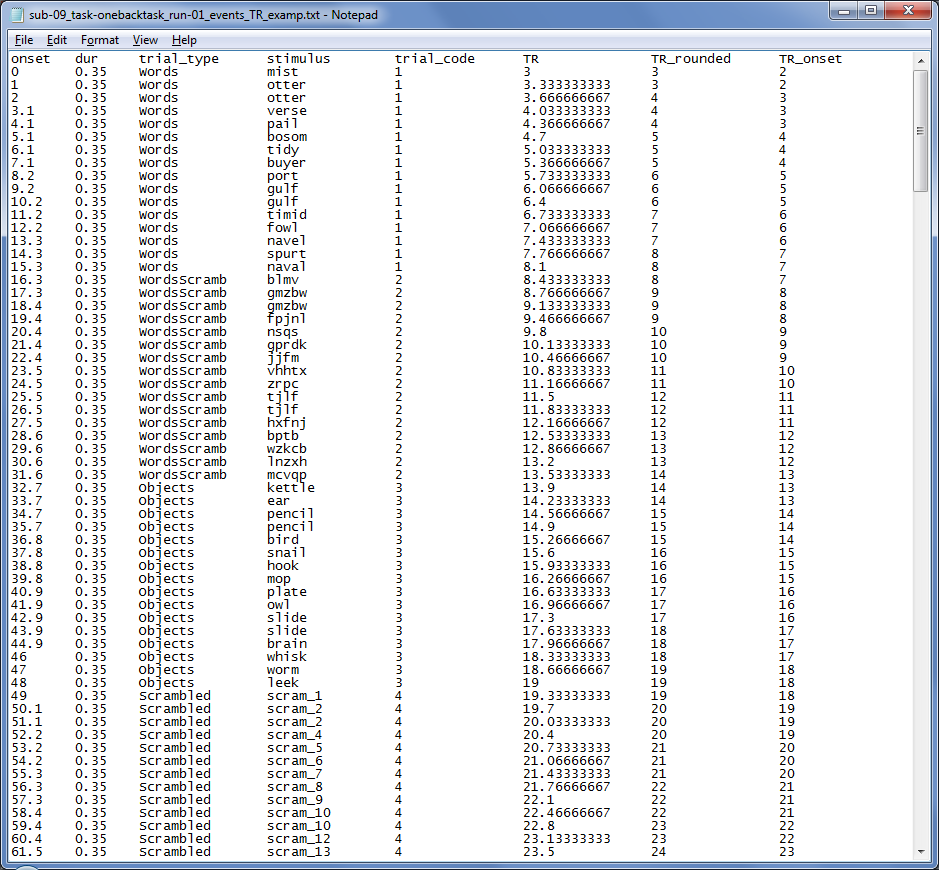 sub-09_task-onebacktask_run-01_events_TR_examp.txt - Notepad
File Edit Format View Help
onset dur trial_type stimulus trial_code TR TR_rounded TR_onset
0 0.35 Words mist 1 3 3 2
1 0.35 Words otter 1 3.333333333 3 2
2 0.35 Words otter 1 3.666666667 4 3
3.1 0.35 Words verse 1 4.033333333 4 3
4.1 0.35 Words pail 1 4.366666667 4 3
5.1 0.35 Words bosom 1 4.7 5 4
6.1 0.35 Words tidy 1 5.033333333 5 4
7.1 0.35 Words buyer 1 5.366666667 5 4
8.2 0.35 Words port 1 5.733333333 6 5
9.2 0.35 Words gulf 1 6.066666667 6 5
10.2 0.35 Words gulf 1 6.4 6 5
11.2 0.35 Words timid 1 6.733333333 7 6
12.2 0.35 Words fowl 1 7.066666667 7 6
13.3 0.35 Words navel 1 7.433333333 7 6
14.3 0.35 Words spurt 1 7.766666667 8 7
15.3 0.35 Words naval 1 8.1 8 7
16.3 0.35 WordsScramb blmv 2 8.433333333 8 7
17.3 0.35 WordsScramb gmzbw 2 8.766666667 9 8
18.4 0.35 WordsScramb gmzbw 2 9.133333333 9 8
19.4 0.35 WordsScramb fpjnl 2 9.466666667 9 8
20.4 0.35 WordsScramb nsqs 2 9.8 10 9
21.4 0.35 WordsScramb qprdk 2 10.13333333 10 9
22.4 0.35 WordsScramb jjfm 2 10.46666667 10 9
23.5 0.35 WordsScramb vhhtx 2 10.83333333 11 10
24.5 0.35 WordsScramb zrpc 2 11.16666667 11 10
25.5 0.35 WordsScramb tjlf 2 11.5 12 11
26.5 0.35 WordsScramb tjlf 2 11.83333333 12 11
27.5 0.35 WordsScramb hxfnj 2 12.16666667 12 11
28.6 0.35 WordsScramb bptb 2 12.53333333 13 12
29.6 0.35 WordsScramb wzkcb 2 12.86666667 13 12
30.6 0.35 WordsScramb lnzxh 2 13.2 13 12
31.6 0.35 WordsScramb mcvqp 2 13.53333333 14 13
32.7 0.35 Objects kettle 3 13.9 14 13
33.7 0.35 Objects ear 3 14.23333333 14 13
34.7 0.35 Objects pencil 3 14.56666667 15 14
35.7 0.35 Objects pencil 3 14.9 15 14
36.8 0.35 Objects bird 3 15.26666667 15 14
37.8 0.35 Objects snail 3 15.6 16 15
38.8 0.35 Objects hook 3 15.93333333 16 15
39.8 0.35 Objects mop 3 16.26666667 16 15
40.9 0.35 Objects plate 3 16.63333333 17 16
41.9 0.35 Objects owl 3 16.96666667 17 16
42.9 0.35 Objects slide 3 17.3 17 16
43.9 0.35 Objects slide 3 17.63333333 18 17
44.9 0.35 Objects brain 3 17.96666667 18 17
46 0.35 Objects whisk 3 18.33333333 18 17
47 0.35 Objects worm 3 18.66666667 19 18
48 0.35 Objects leek 3 19 19 18
49 0.35 Scrambled scram_1 4 19.33333333 19 18
50.1 0.35 Scrambled scram_2 4 19.7 20 19
51.1 0.35 Scrambled scram_2 4 20.03333333 20 19
52.2 0.35 Scrambled scram_4 4 20.4 20 19
53.2 0.35 Scrambled scram_5 4 20.73333333 21 20
54.2 0.35 Scrambled scram_6 4 21.06666667 21 20
55.3 0.35 Scrambled scram_7 4 21.43333333 21 20
56.3 0.35 Scrambled scram_8 4 21.76666667 22 21
57.3 0.35 Scrambled scram_9 4 22.1 22 21
58.4 0.35 Scrambled scram_10 4 22.46666667 22 21
59.4 0.35 Scrambled scram_10 4 22.8 23 22
60.4 0.35 Scrambled scram_12 4 23.13333333 23 22
61.5 0.35 Scrambled scram_13 4 23.5 24 23